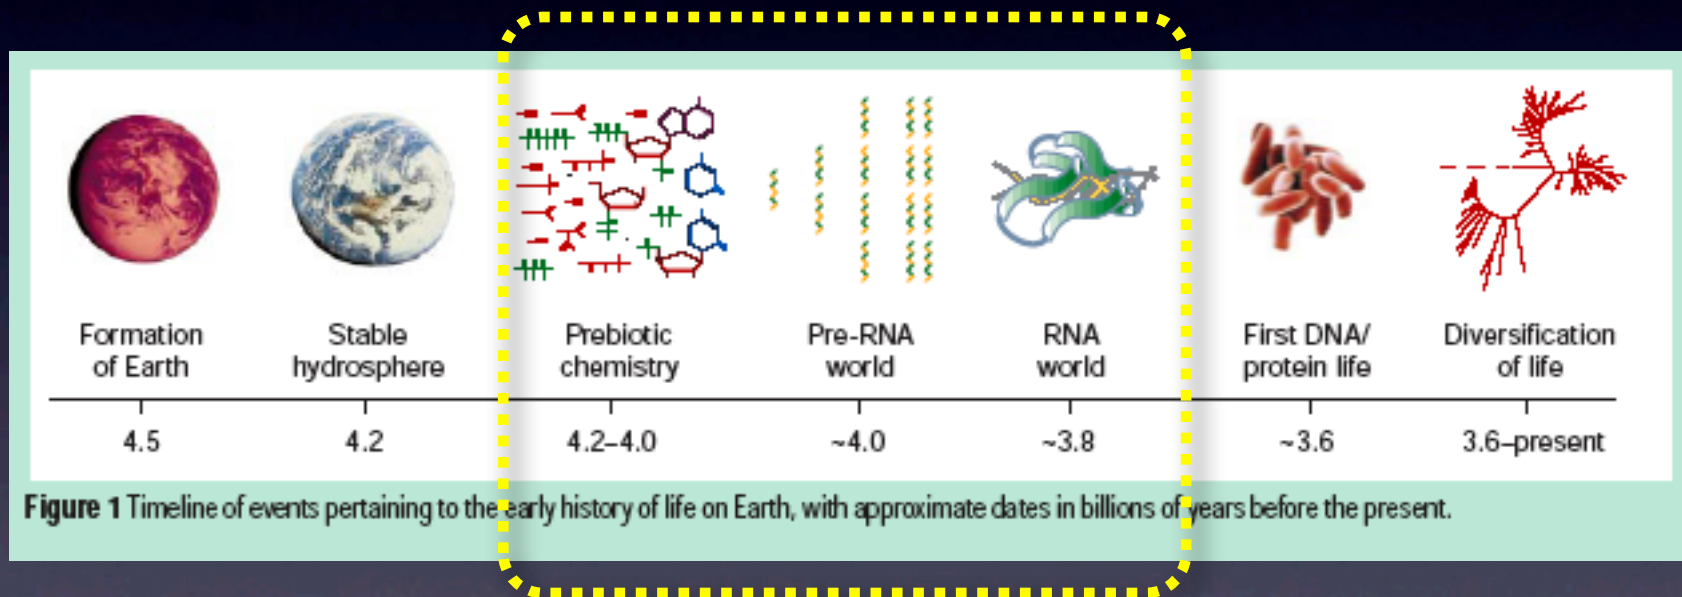 Formation
of Earth
Stable
hydrosphere
Prebiotic
chemistry
Pre-RNA
world
RNA
world
First DNA/
protein life
Diversification
of life
4.5
4.2
4.2–4.0
~4.0
~3.8
~3.6
3.6–present
Figure 1 Timeline of events pertaining to the early history of life on Earth, with approximate dates in billions of years before the present.